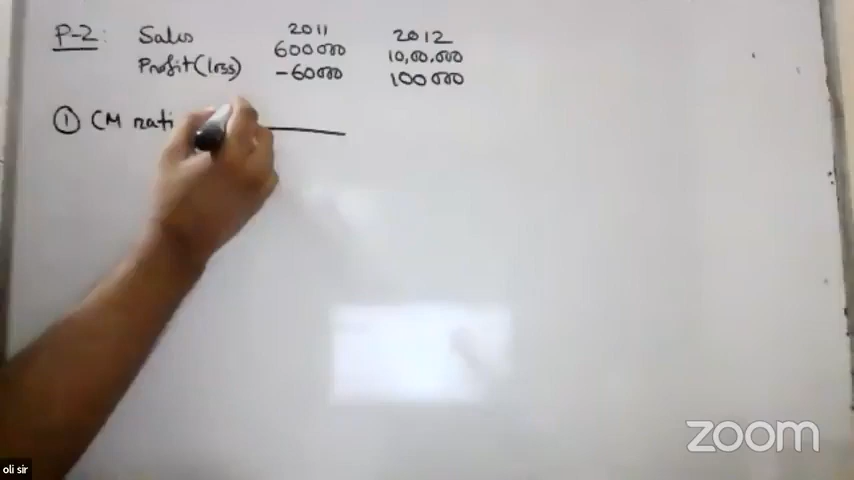 P-2: Sales 2011 2012
600000 10,00,000
Profit(loss) -60000 100000
① CM rati
zoom
oli sir